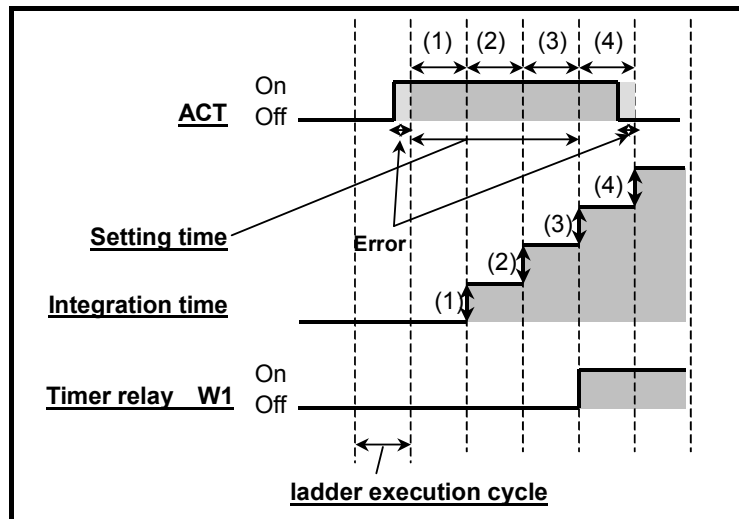 (1) (2) (3) (4)
On
ACT Off
(4)
Setting time Error (3)
(2)
Integration time (1)
On
Timer relay W1 Off
ladder execution cycle